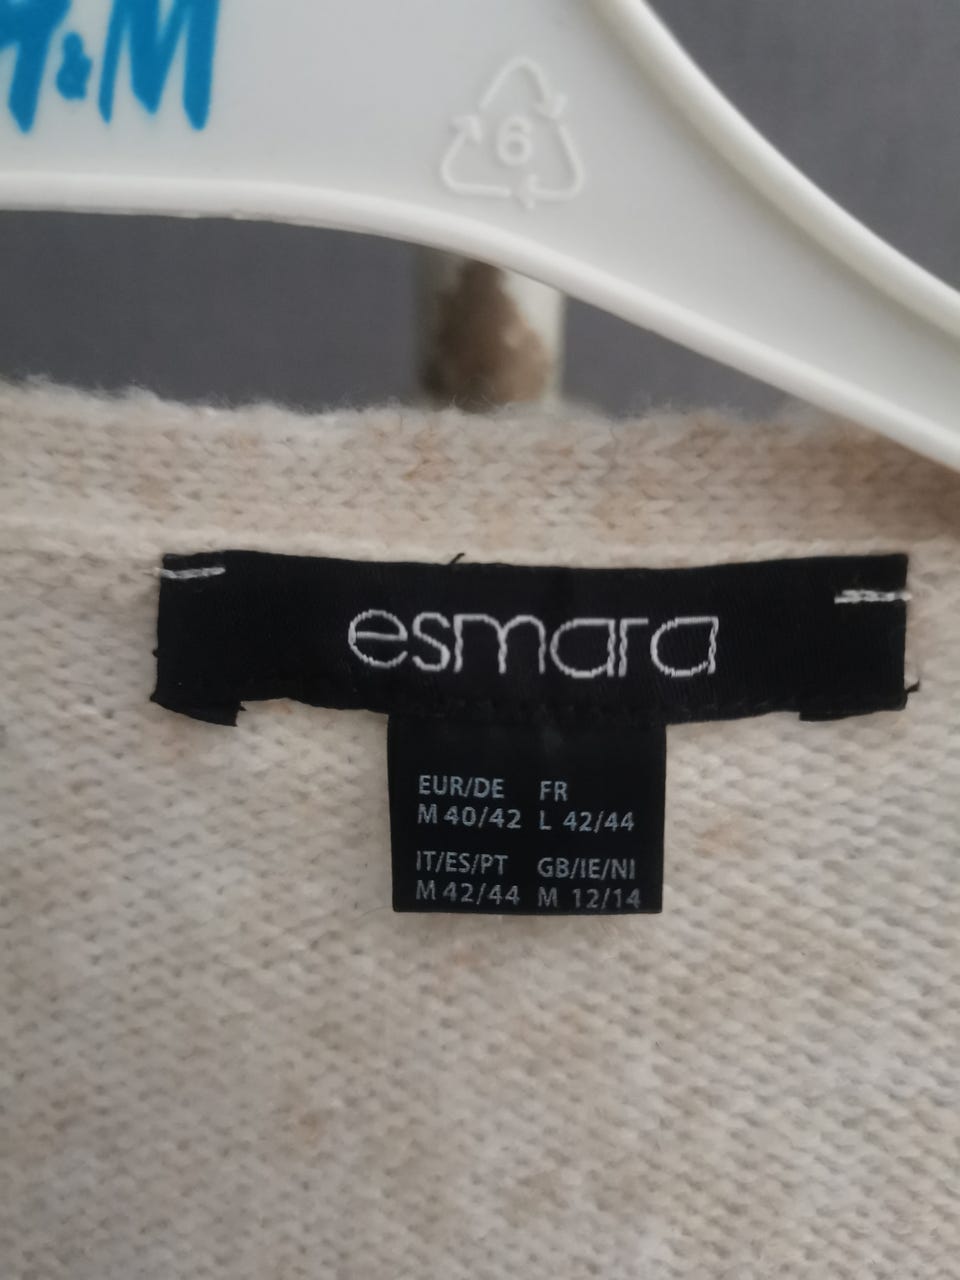 H&M
6
esmara
EUR/DE FR
M 40/42 L 42/44
IT/ES/PT GB/IE/NI
M 42/44 M 12/14